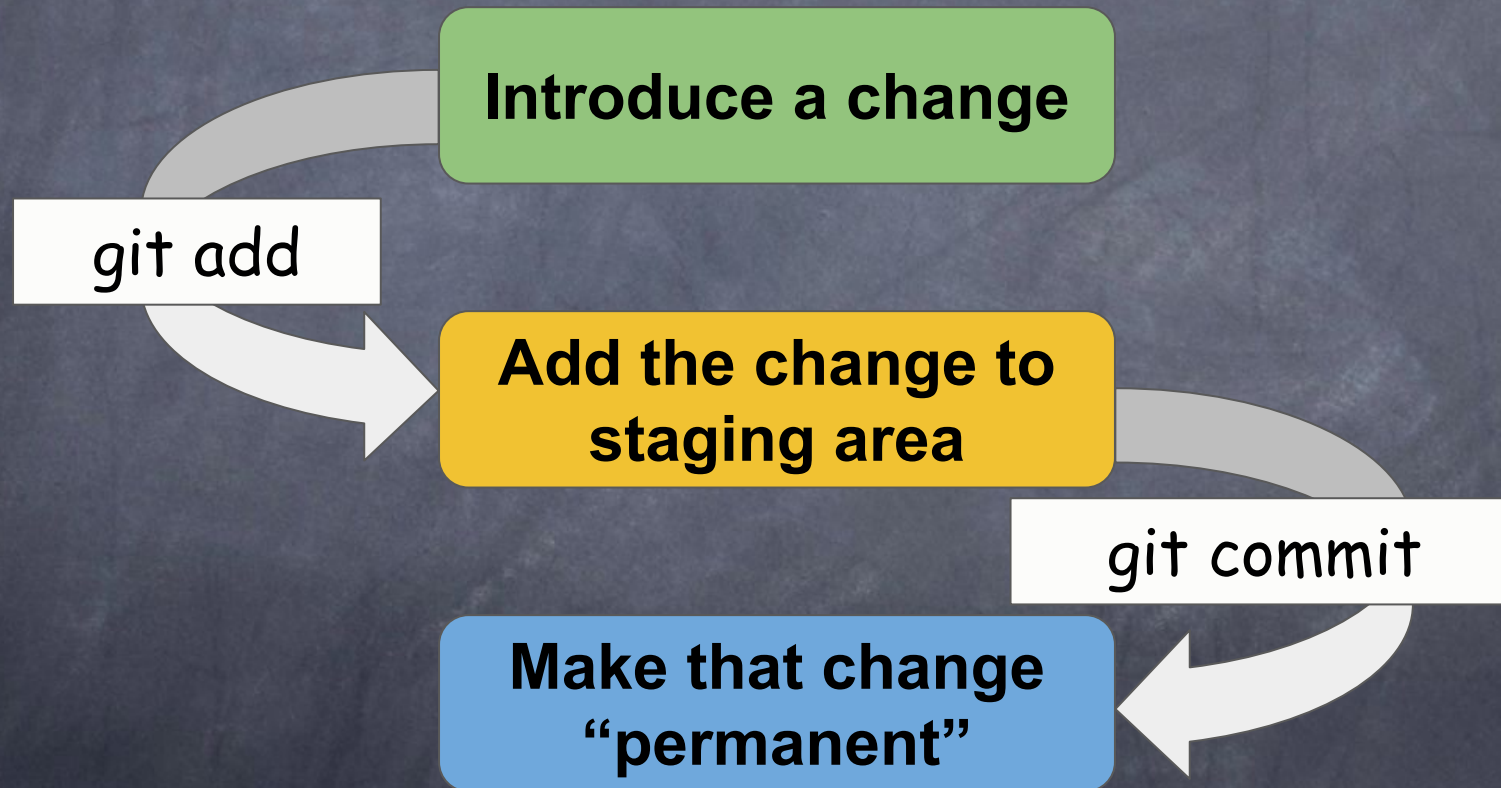 Introduce a change
git add
Add the change to
staging area
git commit
Make that change
“permanent”